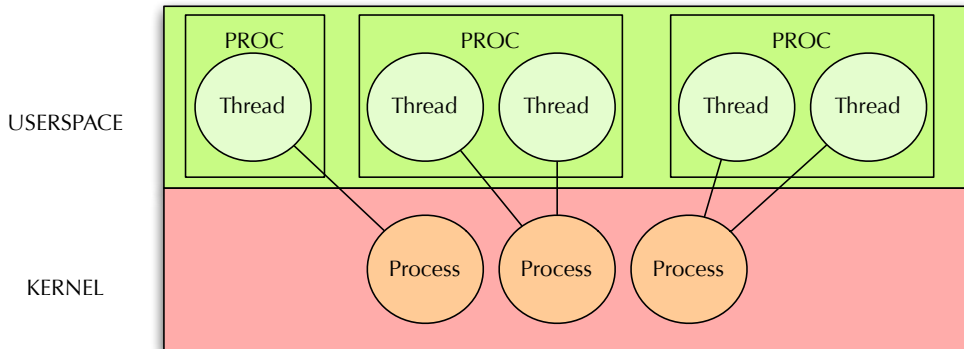 PROC
PROC
PROC
Thread
Thread
Thread
Thread
Thread
USERSPACE
Process
Process
Process
KERNEL